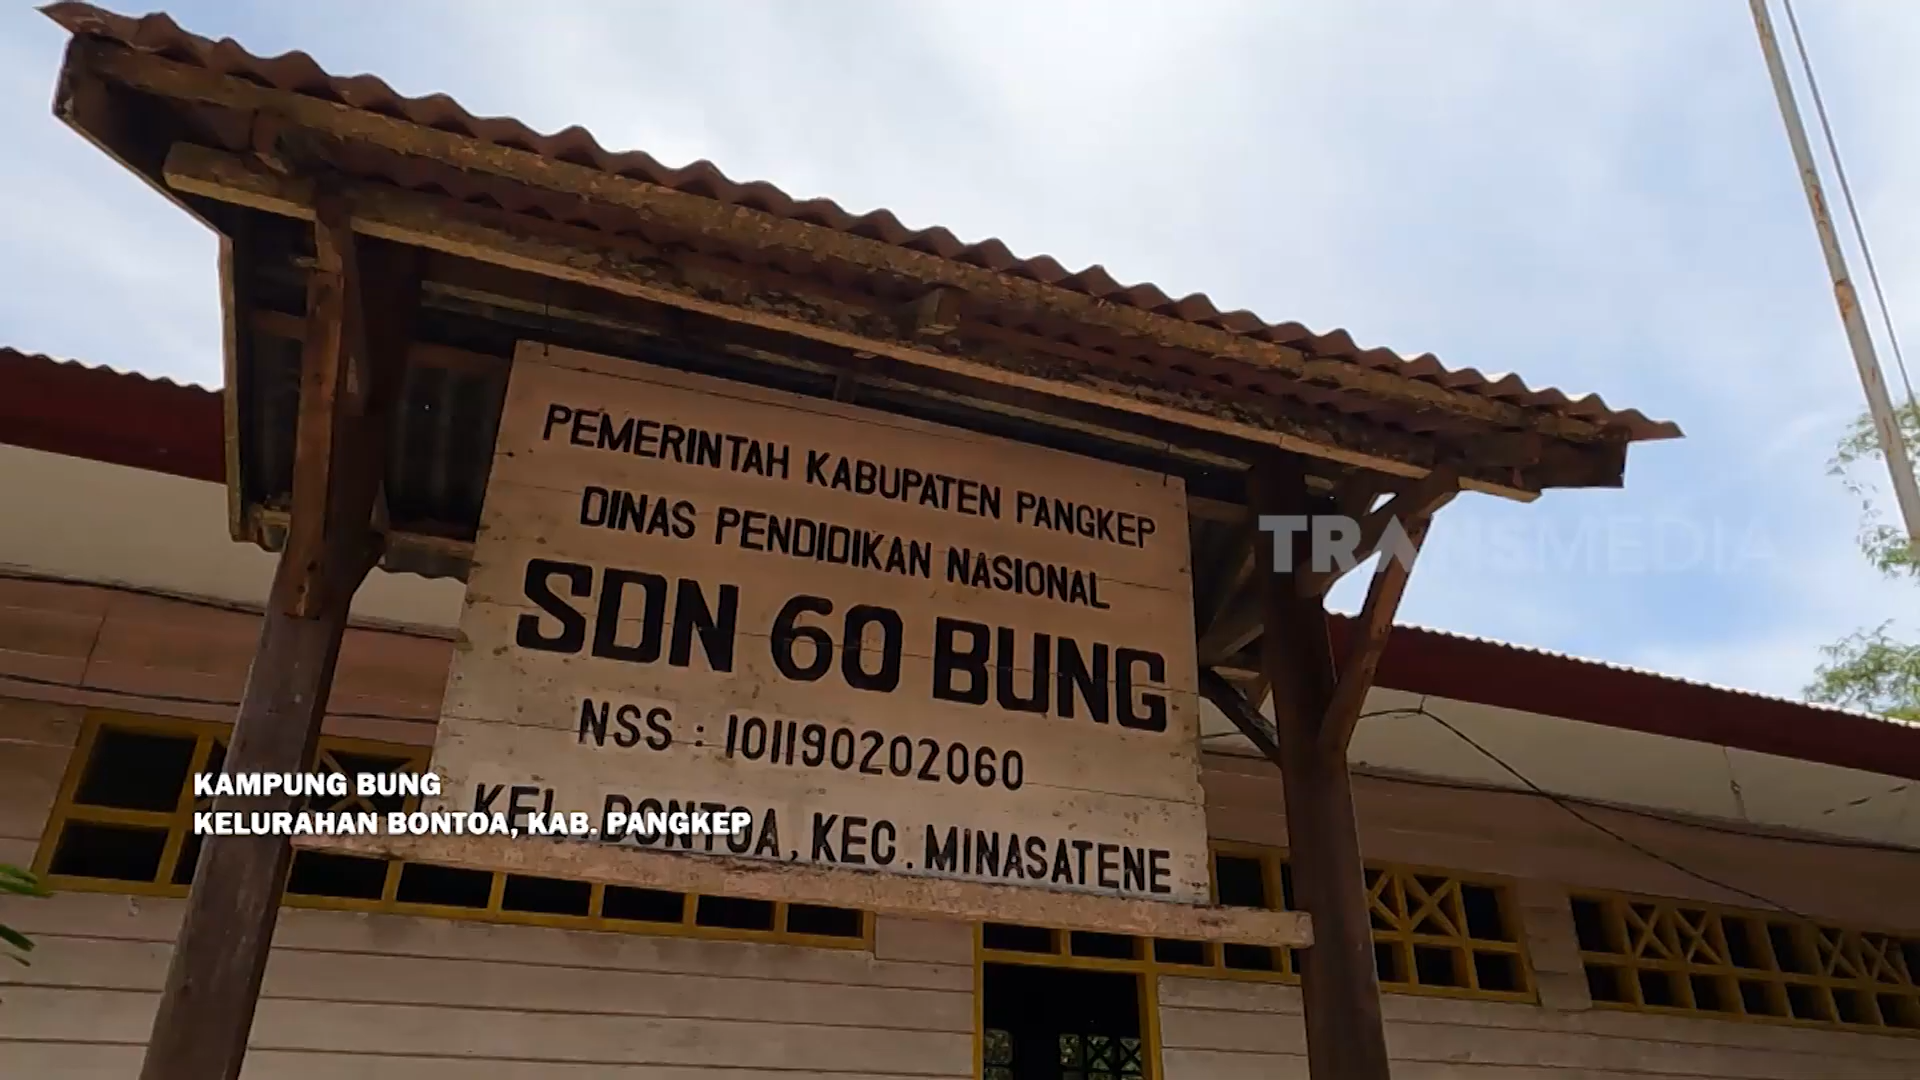 PEMERINTAH KABUPATEN PANGKEP
DINAS PENDIDIKAN NASIONAL
SDN 60 BUNG
NSS : 101190202060
KEL. BONTOA, KEC. MINASATENE
TRANSMEDIA
KAMPUNG BUNG
KELURAHAN BONTOA, KAB. PANGKEP